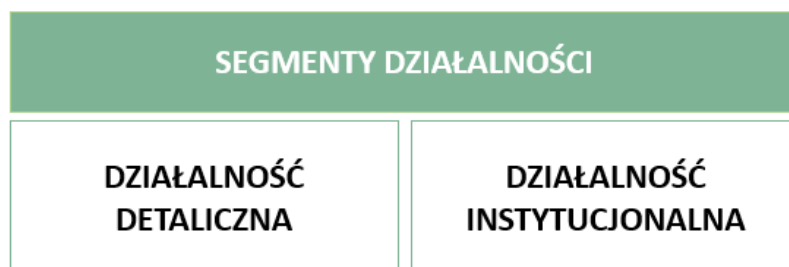 SEGMENTY DZIAŁALNOŚCI
DZIAŁALNOŚĆ
DETALICZNA
DZIAŁALNOŚĆ
INSTYTUCJONALNA